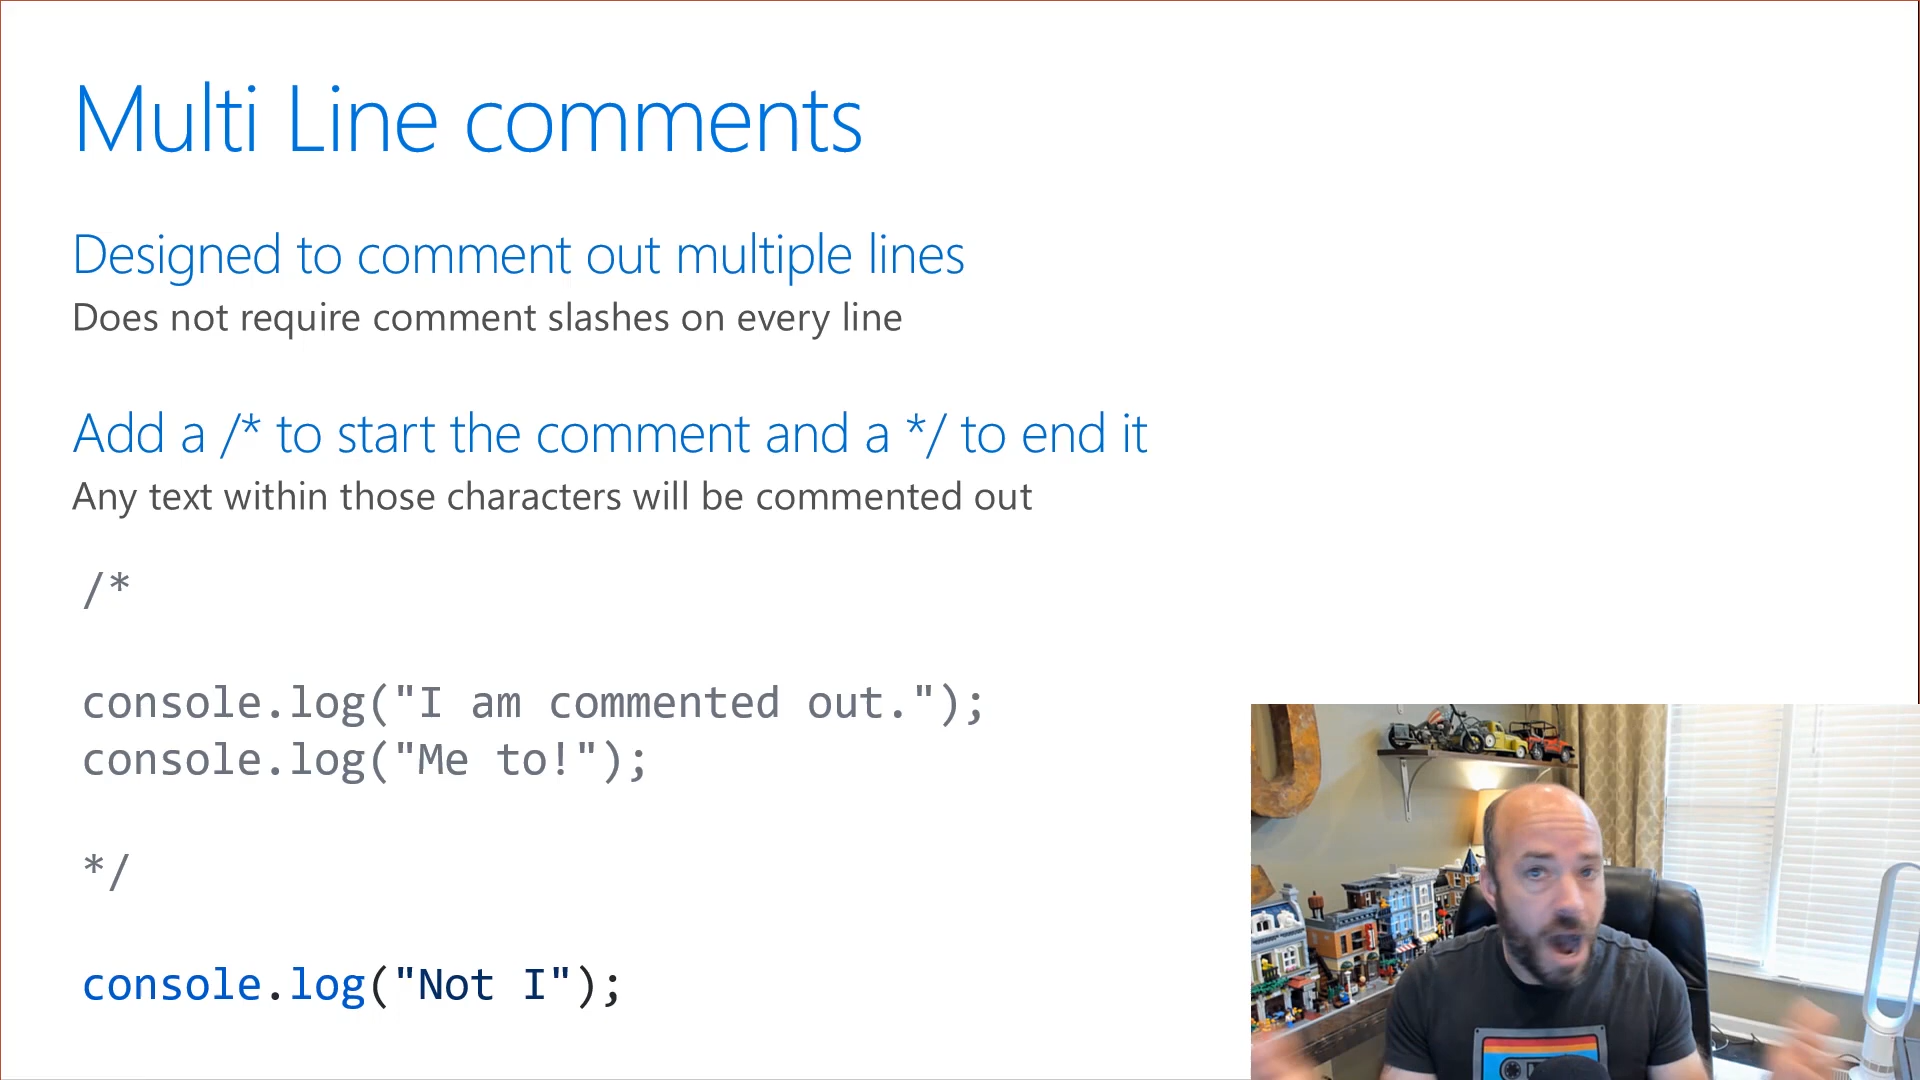 Multi Line comments
Designed to comment out multiple lines
Does not require comment slashes on every line
Add a /* to start the comment and a */ to end it
Any text within those characters will be commented out
/*
console.log("I am commented out.");
console.log("Me to!");
*/
console.log("Not I");